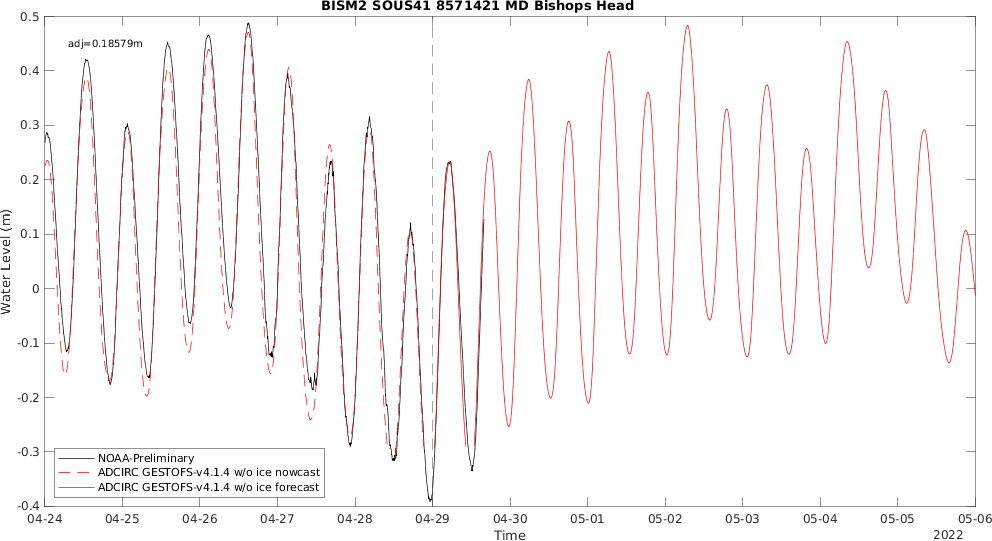 BISM2 SOUS41 8571421 MD Bishops Head
adj=0.18579m
Water Level (m)
0.5
0.4
0.3
0.2
0.1
0
-0.1
-0.2
-0.3
-0.4
NOAA-Preliminary
ADCIRC GESTOFS-v4.1.4 w/o ice nowcast
ADCIRC GESTOFS-v4.1.4 w/o ice forecast
04-24 04-25 04-26 04-27 04-28 04-29 04-30 05-01 05-02 05-03 05-04 05-05 05-06
Time
2022